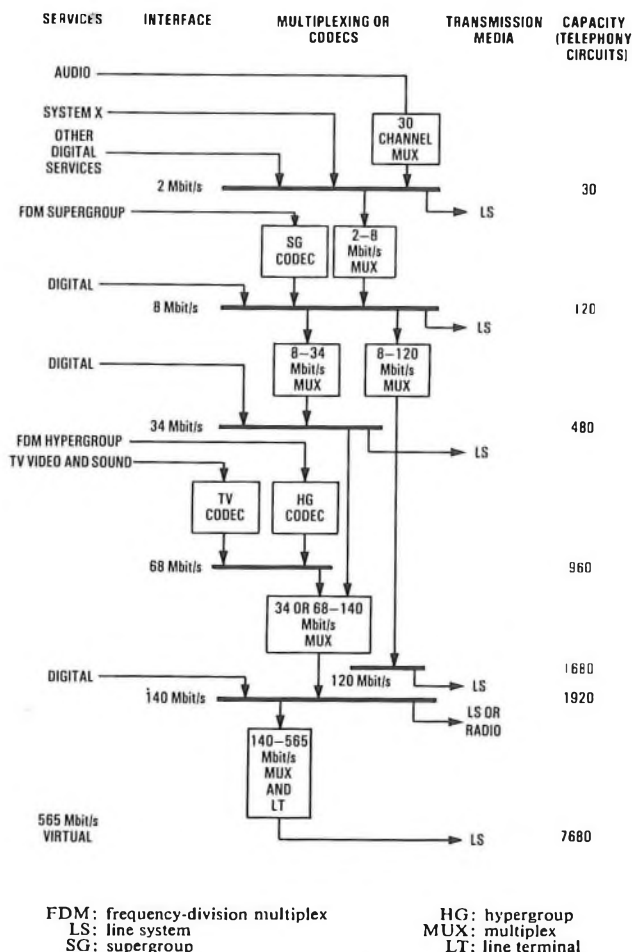 SERVICES INTERFACE MULTIPLEXING OR CODECS TRANSMISSION MEDIA CAPACITY (TELEPHONY CIRCUITS)
AUDIO
SYSTEM X
30
CHANNEL
MUX
OTHER
DIGITAL
SERVICES
2 Mbit/s
30
LS
FDM SUPERGROUP
SG
CODEC
2–8
Mbit/s
MUX
DIGITAL
8 Mbit/s
120
LS
8–34
Mbit/s
MUX
8–120
Mbit/s
MUX
DIGITAL
34 Mbit/s
480
LS
FDM HYPERGROUP
TV VIDEO AND SOUND
TV
CODEC
HG
CODEC
68 Mbit/s
960
34 OR 68–140
Mbit/s
MUX
1680
DIGITAL
120 Mbit/s
LS
140 Mbit/s
1920
LS OR
RADIO
140–565
Mbit/s
MUX
AND
LT
565 Mbit/s
VIRTUAL
LS
7680
FDM: frequency-division multiplex
HG: hypergroup
LS: line system
MUX: multiplex
SG: supergroup
LT: line terminal